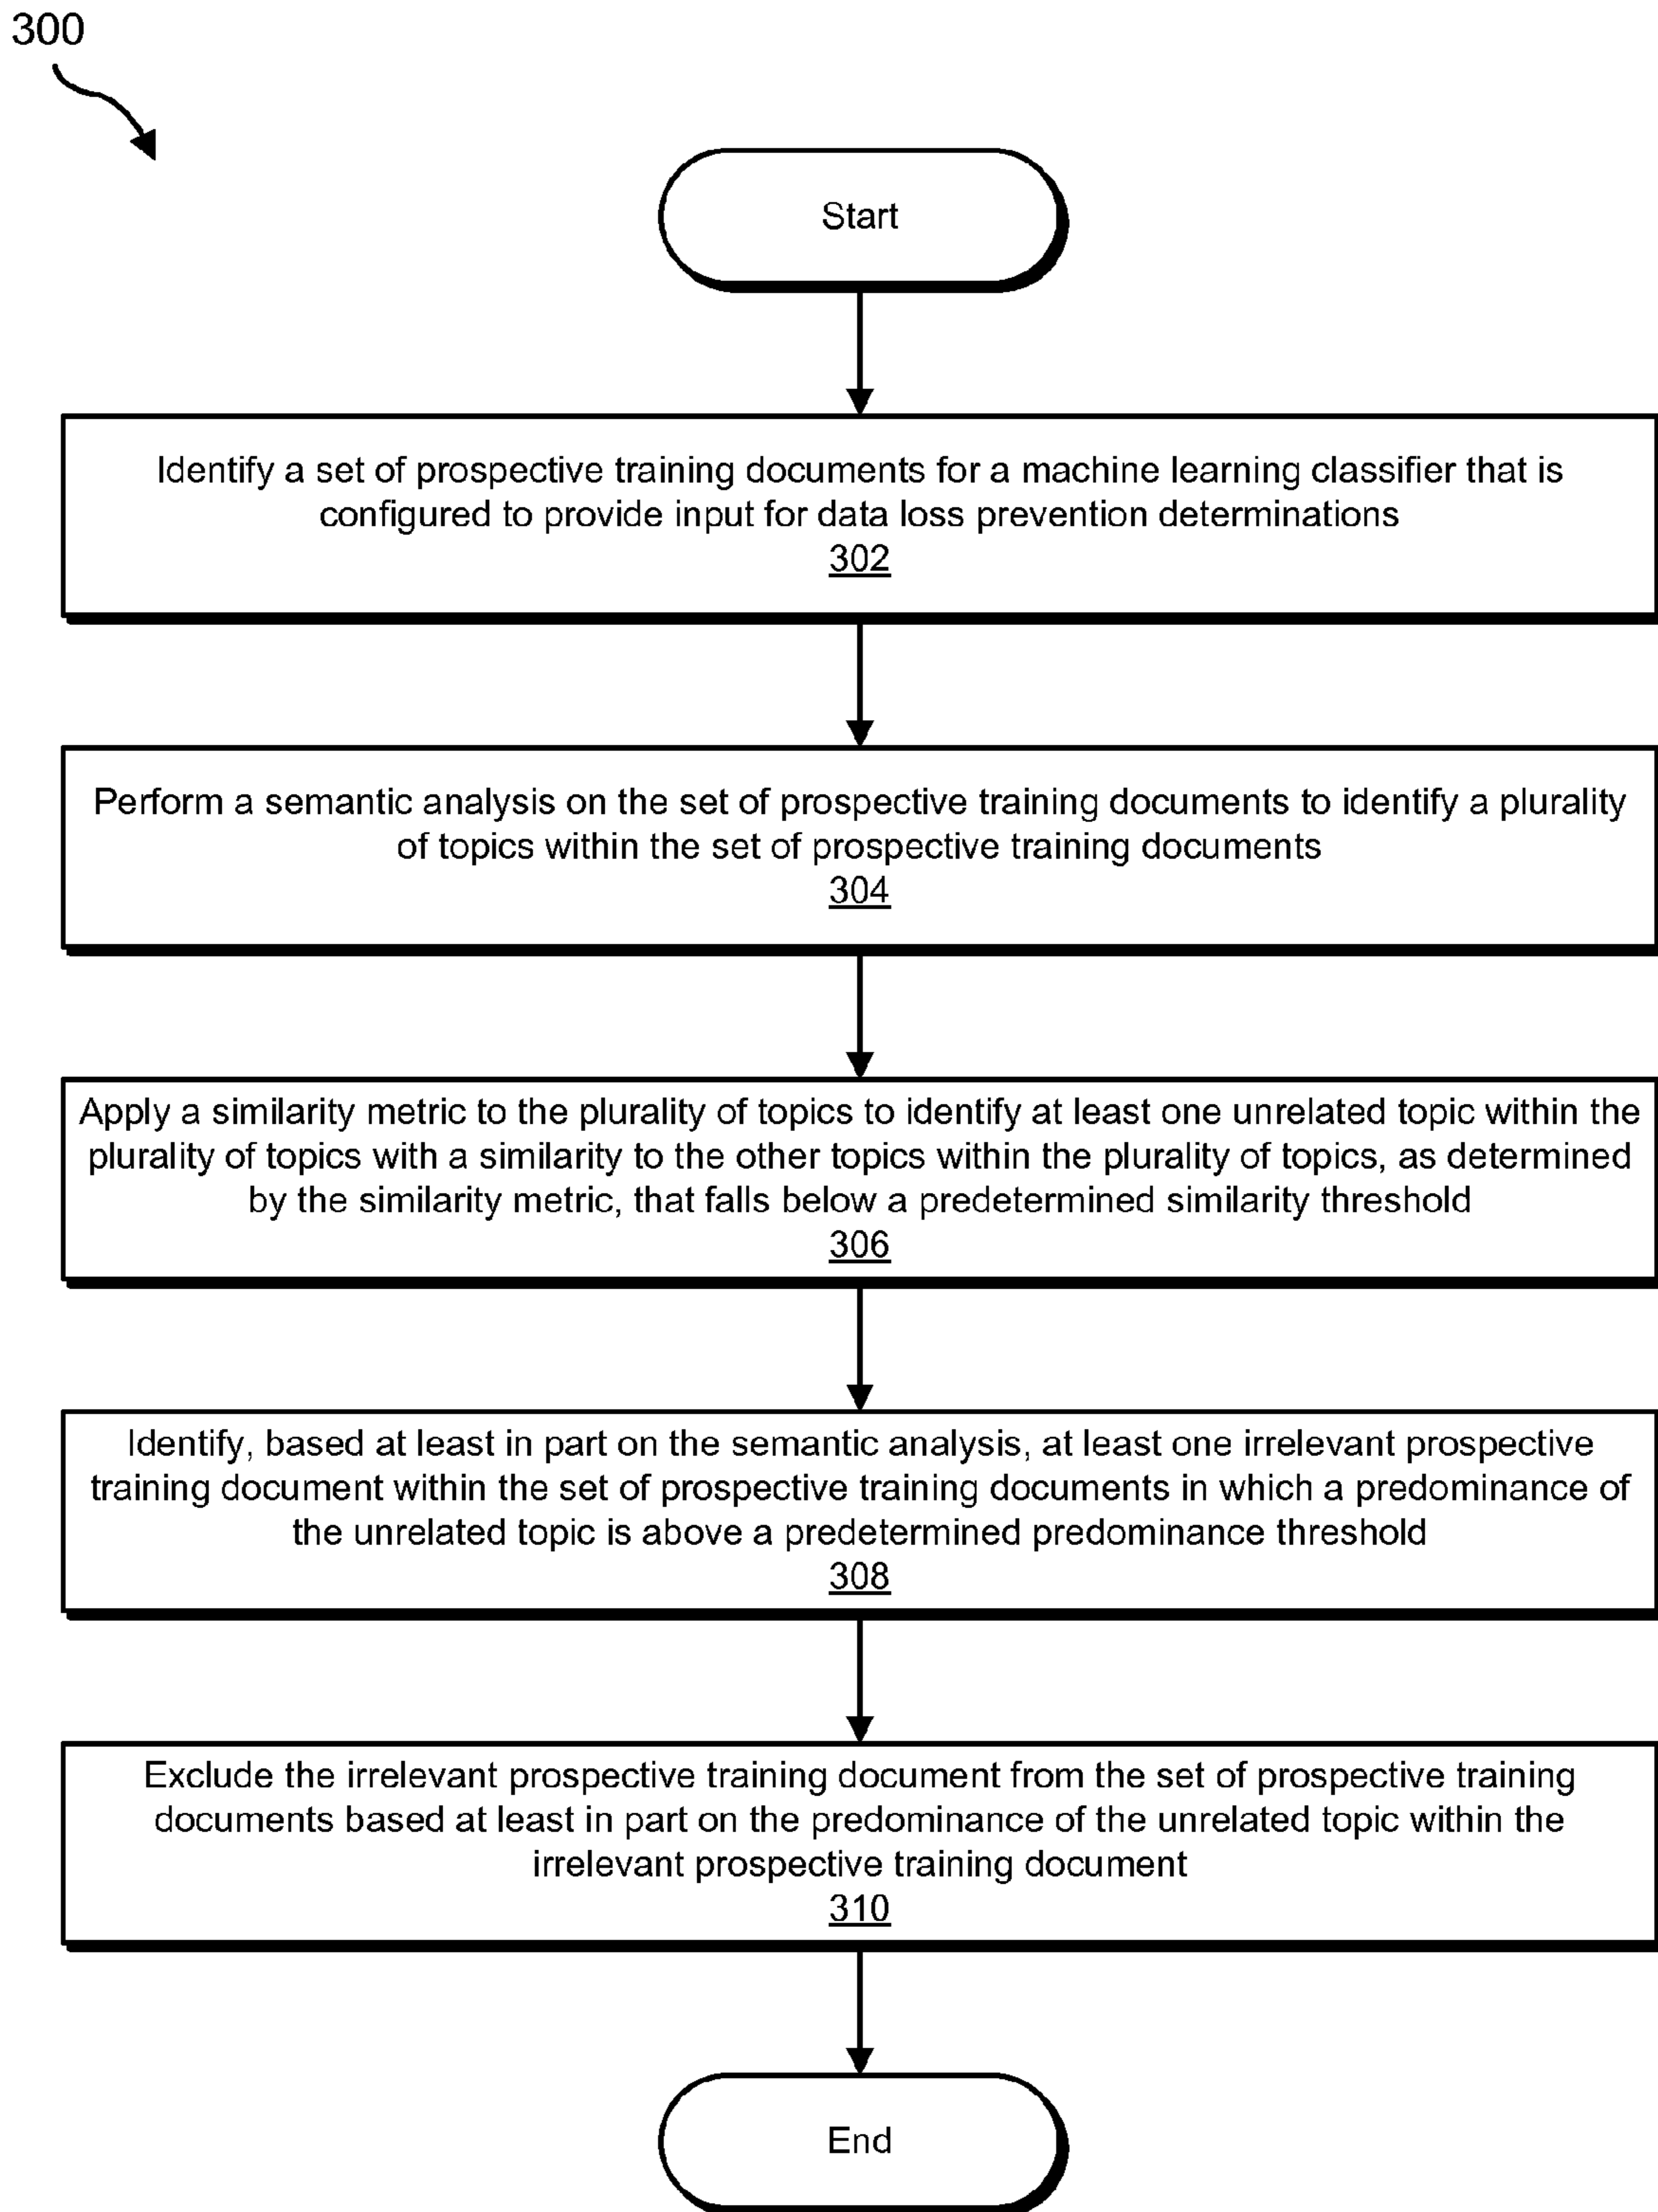 300
Start
Identify a set of prospective training documents for a machine learning classifier that is
configured to provide input for data loss prevention determinations
302
Perform a semantic analysis on the set of prospective training documents to identify a plurality
of topics within the set of prospective training documents
304
Apply a similarity metric to the plurality of topics to identify at least one unrelated topic within the
plurality of topics with a similarity to the other topics within the plurality of topics, as determined
by the similarity metric, that falls below a predetermined similarity threshold
306
Identify, based at least in part on the semantic analysis, at least one irrelevant prospective
training document within the set of prospective training documents in which a predominance of
the unrelated topic is above a predetermined predominance threshold
308
Exclude the irrelevant prospective training document from the set of prospective training
documents based at least in part on the predominance of the unrelated topic within the
irrelevant prospective training document
310
End